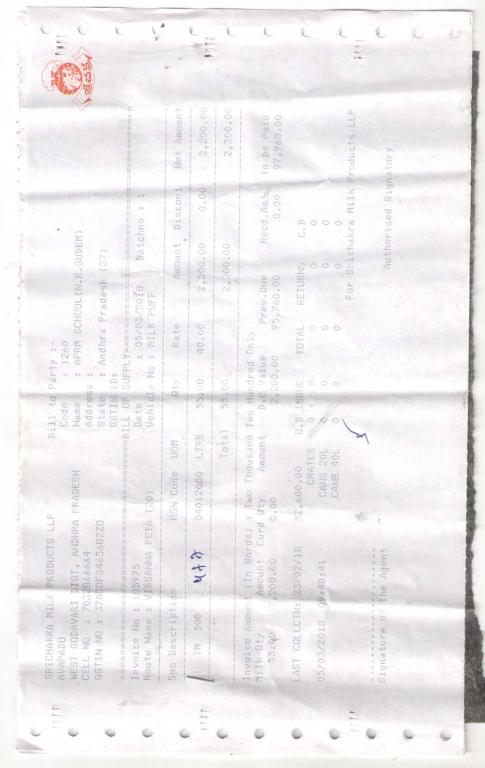 SRICHAKRA MILK PRODUCTS LLP
AVAPADU
WEST GODAVARI DIST, ANDHRA PRADESH
CELL NO : 7032866664
GSTIN NO :
Bill to Party :-
Code : 1260
Name : APRM SCHOOL(N.R.GUDEM)
Address :
State : Andhra Pradesh (37)
GSTIN ID:
BILL OF SUPPLY
Invoice No : 105975
Date : 05/03/2018 Batchno : 1
Route Name : VISSANNA PETA (20)
Vehicle No : MILK PUFF
Sno Description HSN Code UOM Qty Rate Amount Discont Net Amount
1 TM 500 04012000 LTRS 55.00 40.00 2,200.00 0.00 2,200.00
Total 55.00 2,200.00 2,200.00
Invoice Amount (In Words) : Two Thousand Two Hundred Only
Milk Qty Amount Curd Qty Amount D.C Value Prev.Due Recd.Amt. To be Paid
55.00 2,200.00 0.00 2,200.00 95,760.00 0.00 97,960.00
LAST COLLCTN: 23/02/18 52,600.00
O.B ISSUE TOTAL RETURNS C.B
CRATES 0 + 0 0 0 0
CANS 20L 0 0 0 0 0
CANS 40L 0 0 0 0 0
05/03/2018
For Srichakra Milk Products LLP
Signature of the Agent
Authorised Signatory